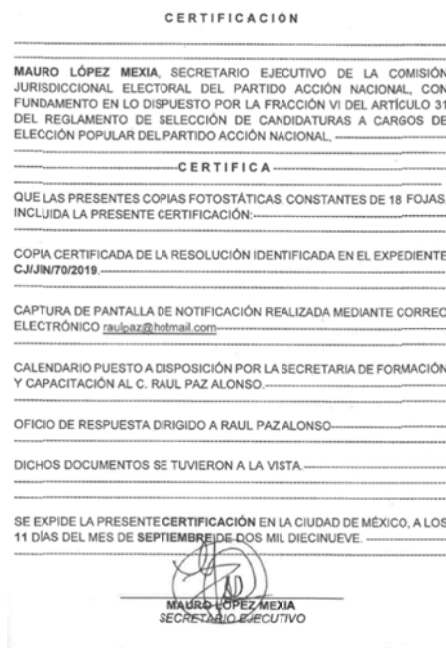 CERTIFICACIÓN
MAURO LÓPEZ MEXIA, SECRETARIO EJECUTIVO DE LA COMISIÓN
JURISDICCIONAL ELECTORAL DEL PARTIDO ACCIÓN NACIONAL, CON
FUNDAMENTO EN LO DISPUESTO POR LA FRACCIÓN VI DEL ARTÍCULO 31
DEL REGLAMENTO DE SELECCIÓN DE CANDIDATURAS A CARGOS DE
ELECCIÓN POPULAR DEL PARTIDO ACCIÓN NACIONAL,
CERTIFICA
QUE LAS PRESENTES COPIAS FOTOSTÁTICAS CONSTANTES DE 18 FOJAS,
INCLUIDA LA PRESENTE CERTIFICACIÓN:
COPIA CERTIFICADA DE LA RESOLUCIÓN IDENTIFICADA EN EL EXPEDIENTE
CJ/JIN/70/2019.
CAPTURA DE PANTALLA DE NOTIFICACIÓN REALIZADA MEDIANTE CORREO
ELECTRÓNICO raulpaz@hotmail.com
CALENDARIO PUESTO A DISPOSICIÓN POR LA SECRETARIA DE FORMACIÓN
Y CAPACITACIÓN AL C. RAUL PAZ ALONSO.
OFICIO DE RESPUESTA DIRIGIDO A RAUL PAZ ALONSO
DICHOS DOCUMENTOS SE TUVIERON A LA VISTA.
SE EXPIDE LA PRESENTE CERTIFICACIÓN EN LA CIUDAD DE MÉXICO, A LOS
11 DÍAS DEL MES DE SEPTIEMBRE DE DOS MIL DIECINUEVE.
MAURO LÓPEZ MEXIA
SECRETARIO EJECUTIVO